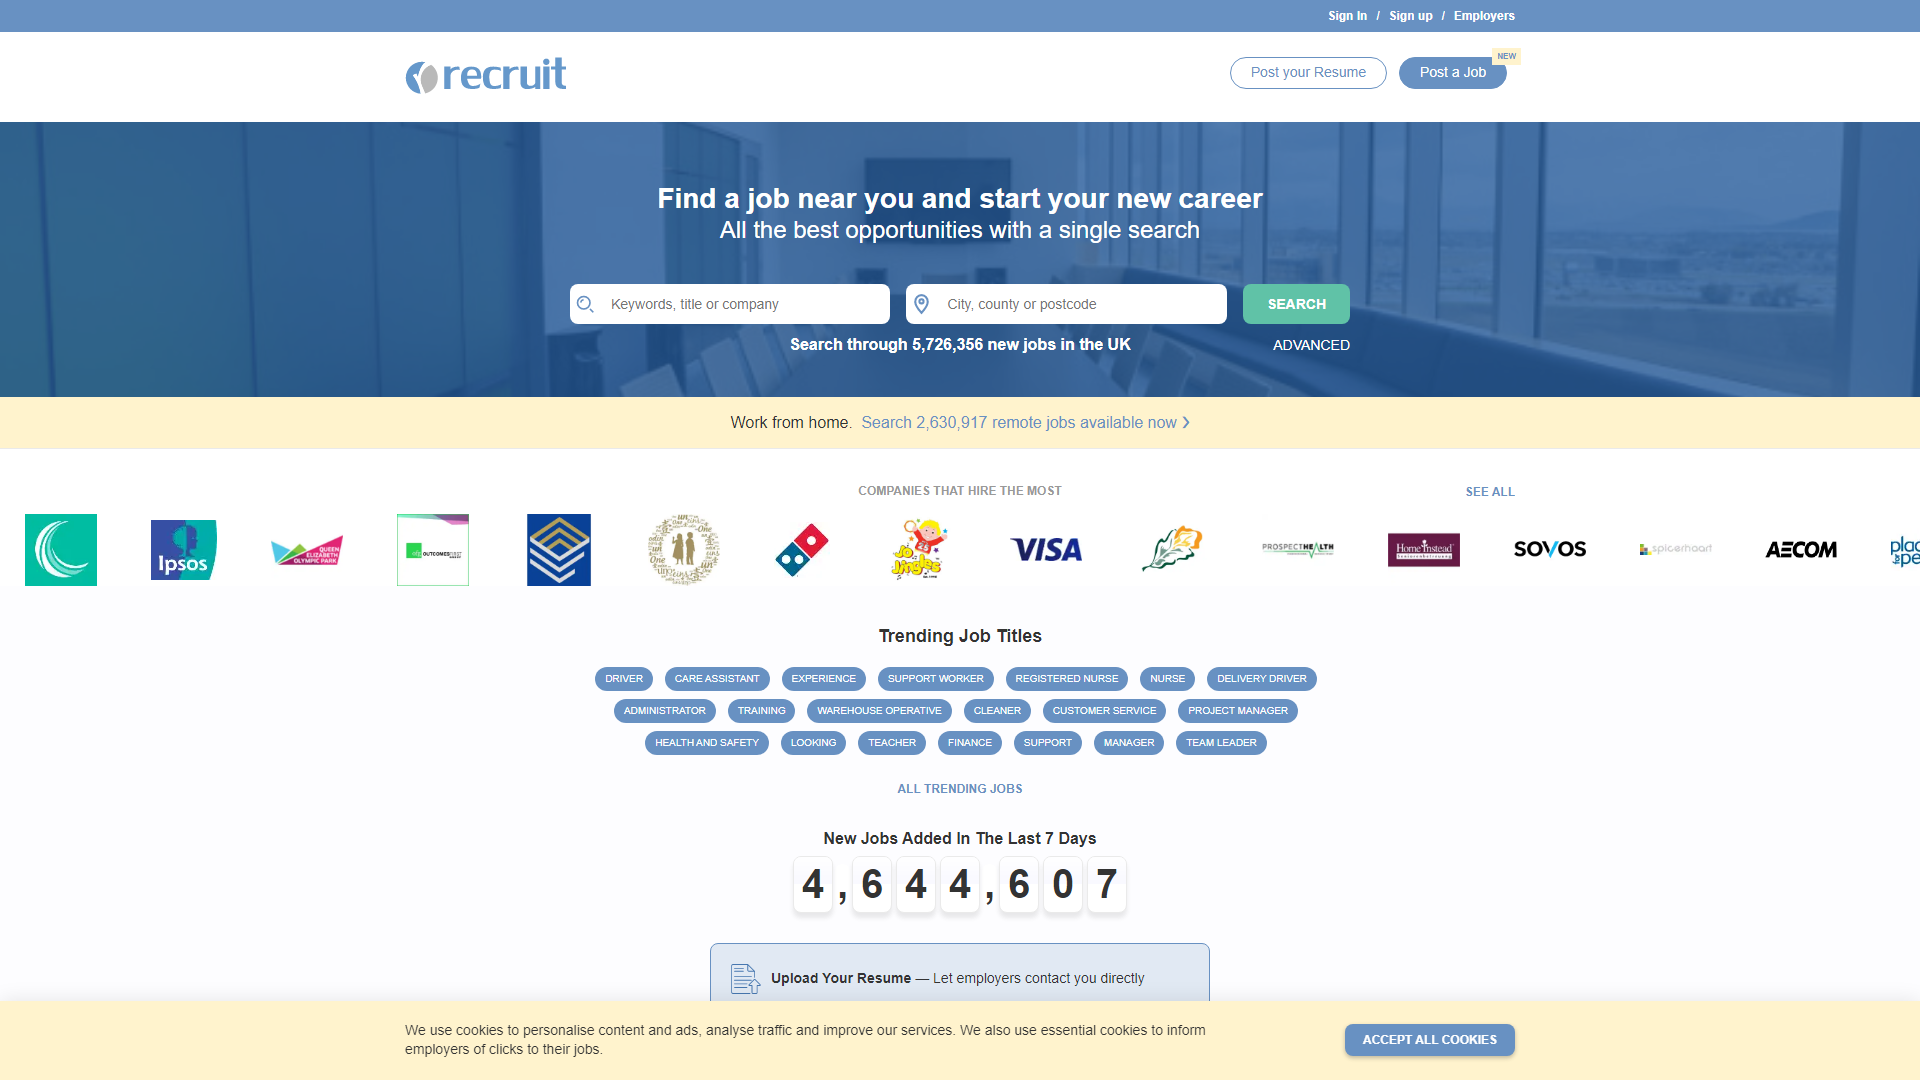 Sign In / Sign up / Employers
recruit
Post your Resume
Post a Job
NEW
Find a job near you and start your new career
All the best opportunities with a single search
Keywords, title or company
City, county or postcode
SEARCH
Search through 5,726,356 new jobs in the UK
ADVANCED
Work from home. Search 2,630,917 remote jobs available now
COMPANIES THAT HIRE THE MOST
SEE ALL
Ipsos
QUEEN ELIZABETH OLYMPIC PARK
OUTCOMESFIRST
Jo Jingles
VISA
PROSPECTHEALTH
Home Instead
SOVOS
spicerhaart
AECOM
Trending Job Titles
DRIVER
CARE ASSISTANT
EXPERIENCE
SUPPORT WORKER
REGISTERED NURSE
NURSE
DELIVERY DRIVER
ADMINISTRATOR
TRAINING
WAREHOUSE OPERATIVE
CLEANER
CUSTOMER SERVICE
PROJECT MANAGER
HEALTH AND SAFETY
LOOKING
TEACHER
FINANCE
SUPPORT
MANAGER
TEAM LEADER
ALL TRENDING JOBS
New Jobs Added In The Last 7 Days
4,644,607
Upload Your Resume — Let employers contact you directly
We use cookies to personalise content and ads, analyse traffic and improve our services. We also use essential cookies to inform
employers of clicks to their jobs.
ACCEPT ALL COOKIES